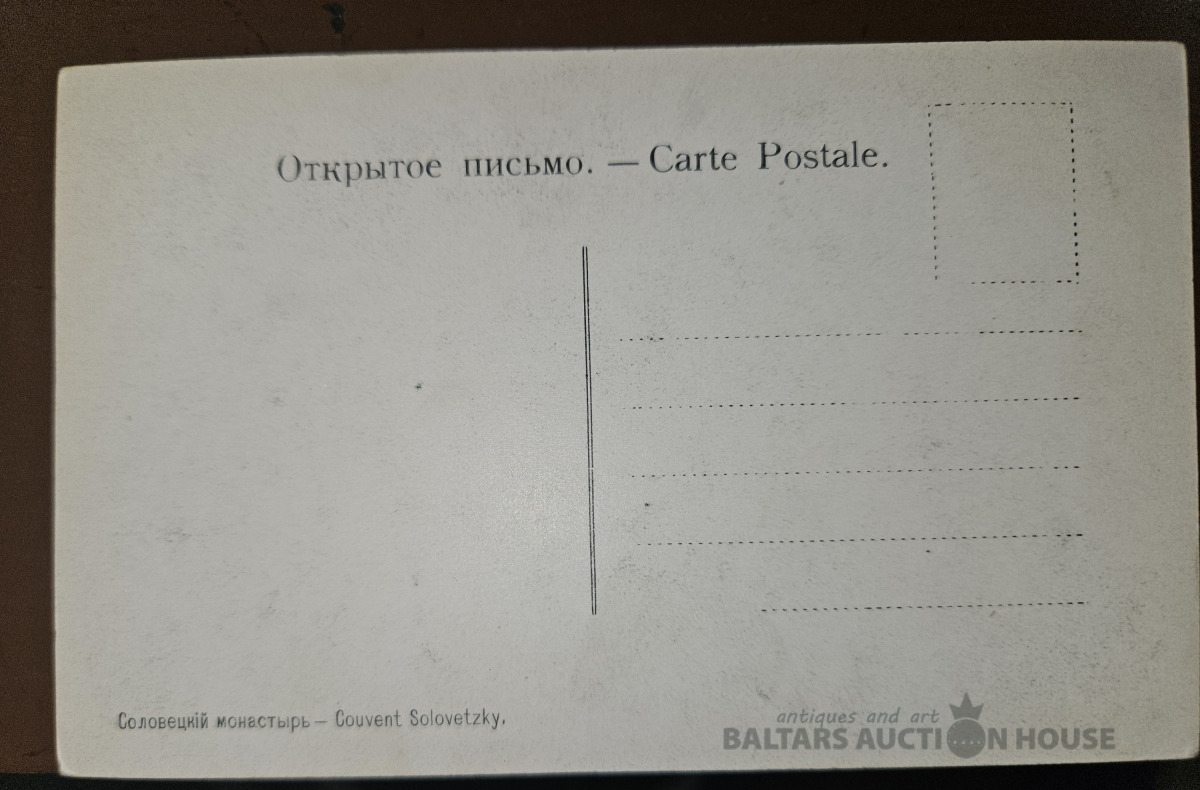 Открытое письмо. — Carte Postale.
Соловецкій монастырь — Couvent Solovetzky.
antiques and art
BALTARS AUCTION HOUSE